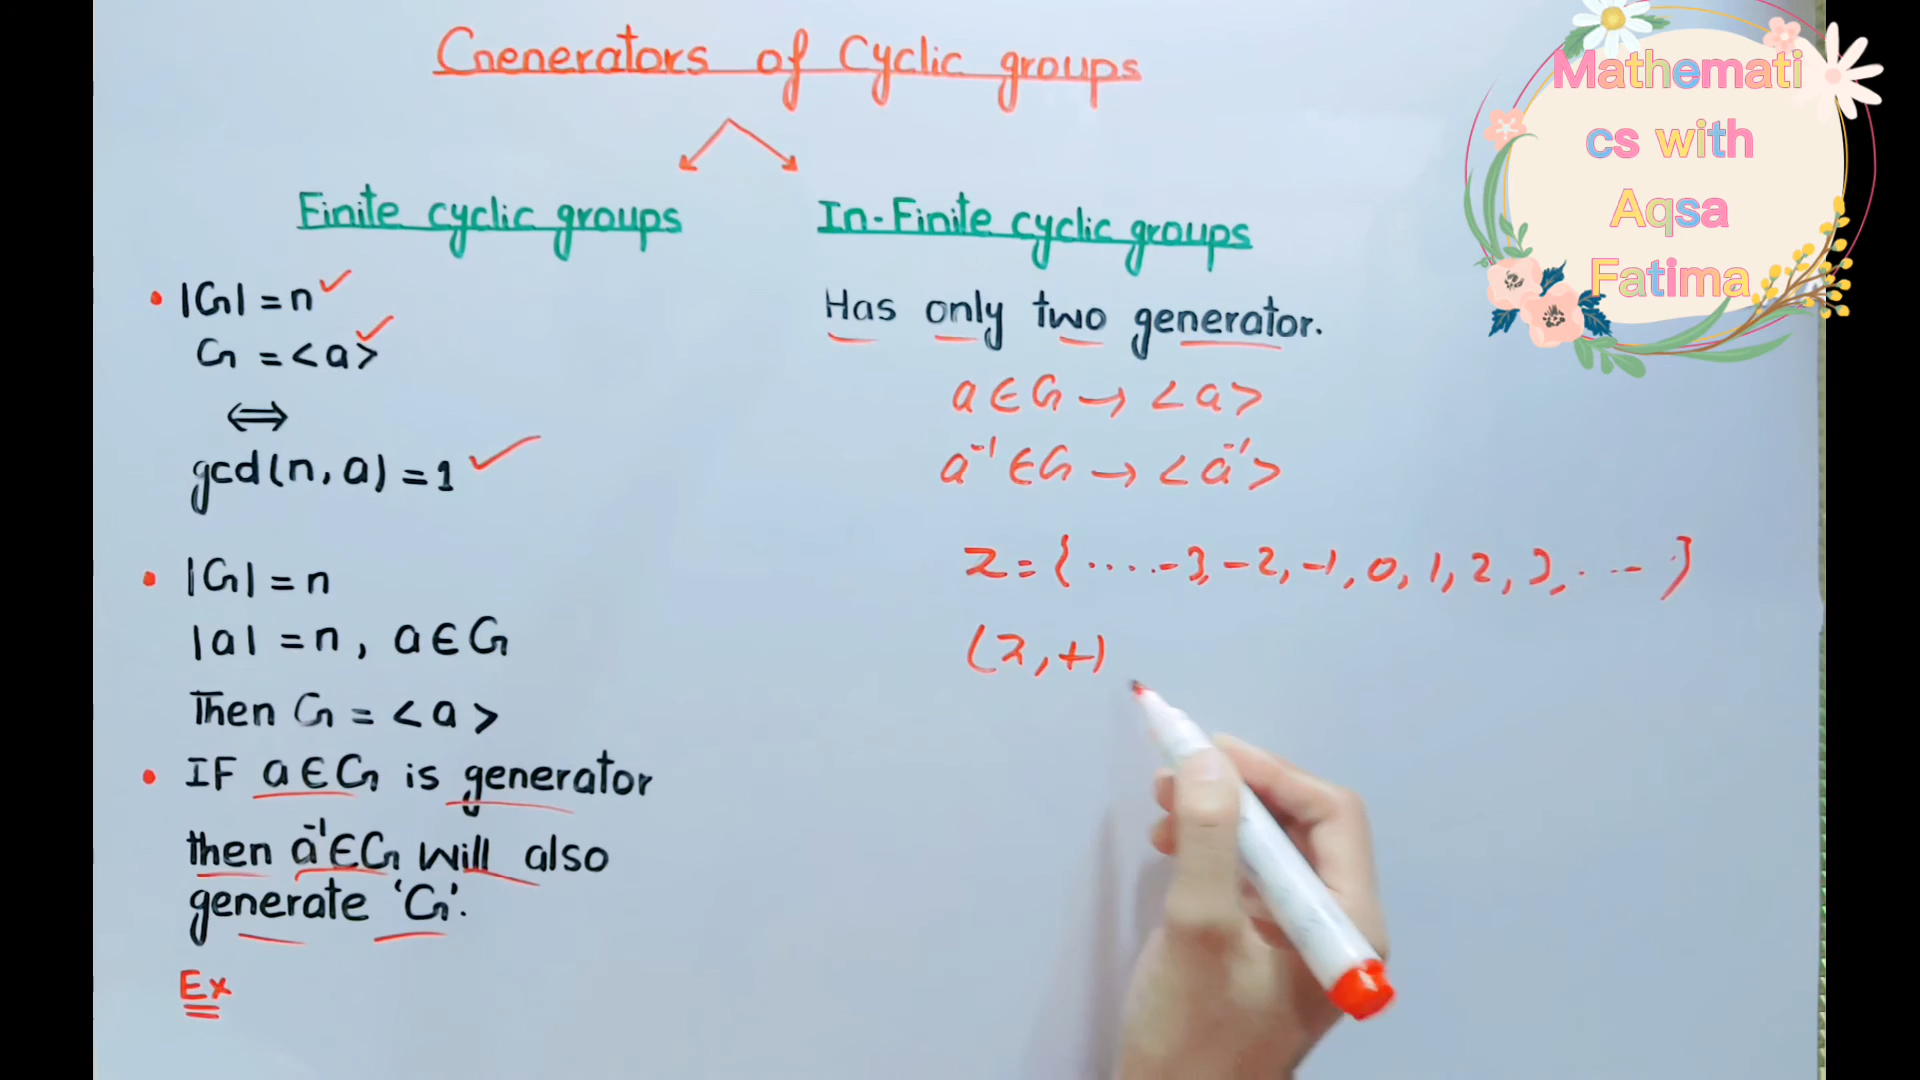 Generators of Cyclic groups
Finite cyclic groups
• |G| = n
G = <a>
⟺
gcd(n, a) = 1
• |G| = n
|a| = n, a∈G
Then G = <a>
• IF a∈G is generator
then a⁻¹∈G will also
generate 'G'.
Ex
In-Finite cyclic groups
Has only two generator.
a∈G → <a>
a⁻¹∈G → <a⁻¹>
Z = {.....-3, -2, -1, 0, 1, 2, 3, ....}
(Z, +)
Mathemati
cs with
Aqsa
Fatima